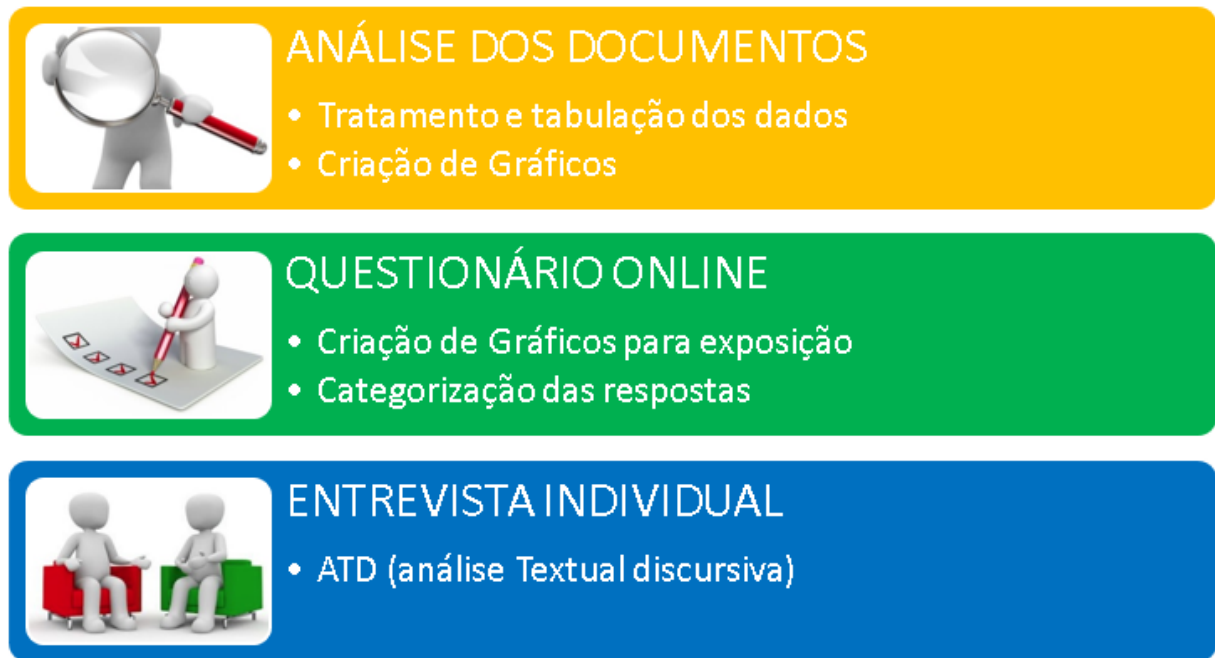 ANÁLISE DOS DOCUMENTOS
• Tratamento e tabulação dos dados
• Criação de Gráficos
QUESTIONÁRIO ONLINE
• Criação de Gráficos para exposição
• Categorização das respostas
ENTREVISTA INDIVIDUAL
• ATD (análise Textual discursiva)